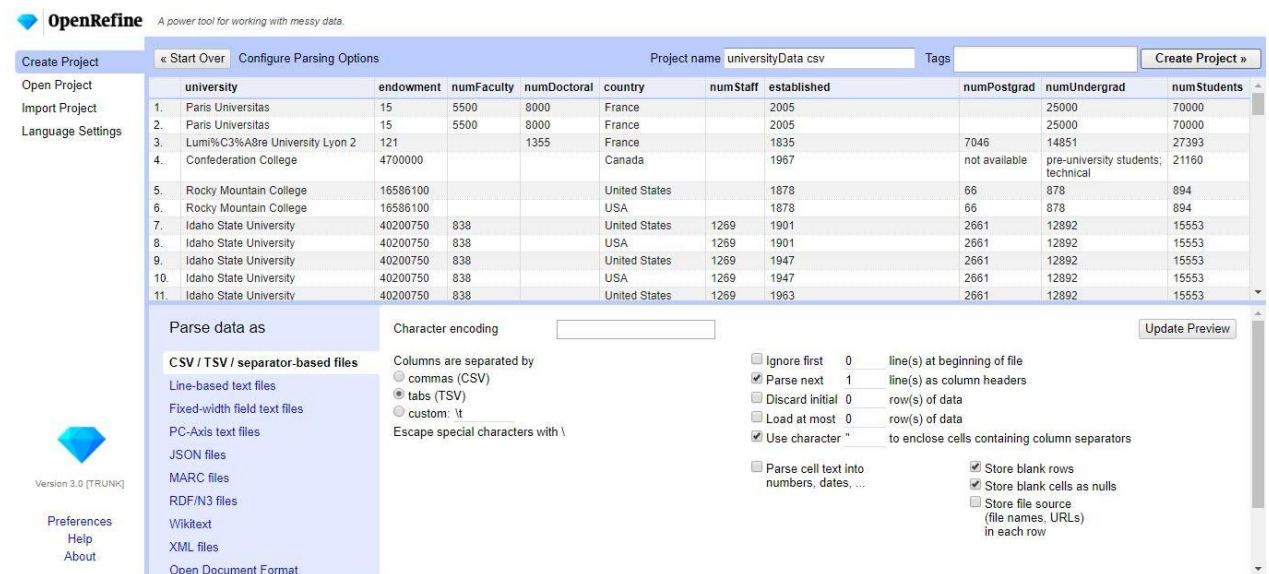 OpenRefine A power tool for working with messy data.
Create Project
Open Project
Import Project
Language Settings
« Start Over Configure Parsing Options Project name universityData csv Tags Create Project »
university endowment numFaculty numDoctoral country numStaff established numPostgrad numUndergrad numStudents
1. Paris Universitas 15 5500 8000 France 2005 25000 70000
2. Paris Universitas 15 5500 8000 France 2005 25000 70000
3. Lumi%C3%A8re University Lyon 2 121 1355 France 1835 7046 14851 27393
4. Confederation College 4700000 Canada 1967 not available pre-university students; 21160
technical
5. Rocky Mountain College 16586100 United States 1878 66 878 894
6. Rocky Mountain College 16586100 USA 1878 66 878 894
7. Idaho State University 40200750 838 United States 1269 1901 2661 12892 15553
8. Idaho State University 40200750 838 USA 1269 1901 2661 12892 15553
9. Idaho State University 40200750 838 United States 1269 1947 2661 12892 15553
10. Idaho State University 40200750 838 USA 1269 1947 2661 12892 15553
11. Idaho State University 40200750 838 United States 1269 1963 2661 12892 15553
Parse data as
CSV / TSV / separator-based files
Line-based text files
Fixed-width field text files
PC-Axis text files
JSON files
MARC files
RDF/N3 files
Wikitext
XML files
Open Document Format
Character encoding
Update Preview
Columns are separated by
commas (CSV)
tabs (TSV)
custom: \t
Escape special characters with \
Ignore first 0 line(s) at beginning of file
Parse next 1 line(s) as column headers
Discard initial 0 row(s) of data
Load at most 0 row(s) of data
Use character " to enclose cells containing column separators
Parse cell text into
numbers, dates, ...
Store blank rows
Store blank cells as nulls
Store file source
(file names, URLs)
in each row
Version 3.0 [TRUNK]
Preferences
Help
About